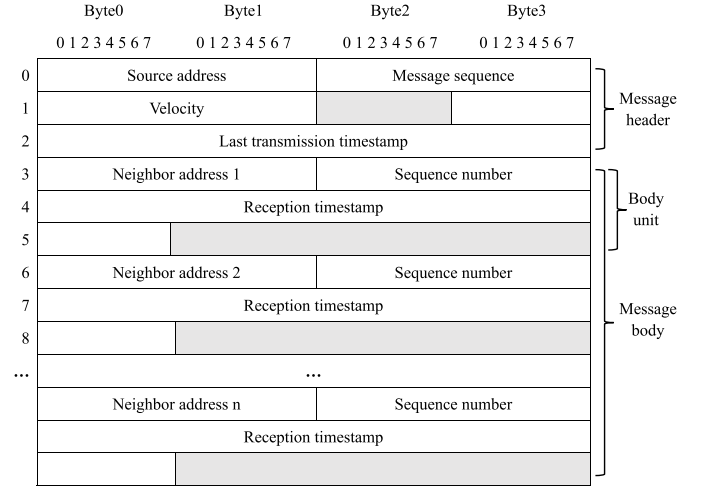 Byte0 Byte1 Byte2 Byte3
0 1 2 3 4 5 6 7 0 1 2 3 4 5 6 7 0 1 2 3 4 5 6 7 0 1 2 3 4 5 6 7
0 Source address Message sequence
1 Velocity
Message header
2 Last transmission timestamp
3 Neighbor address 1 Sequence number
4 Reception timestamp
Body unit
5
6 Neighbor address 2 Sequence number
7 Reception timestamp
Message body
8
... ...
Neighbor address n Sequence number
Reception timestamp